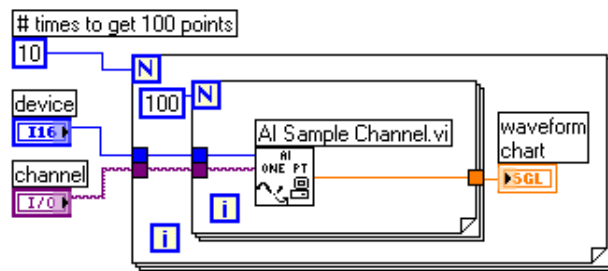 # times to get 100 points
10
N
100
N
device
I16
AI Sample Channel.vi
waveform
chart
AI
ONE PT
SGL
channel
I/O
i
i